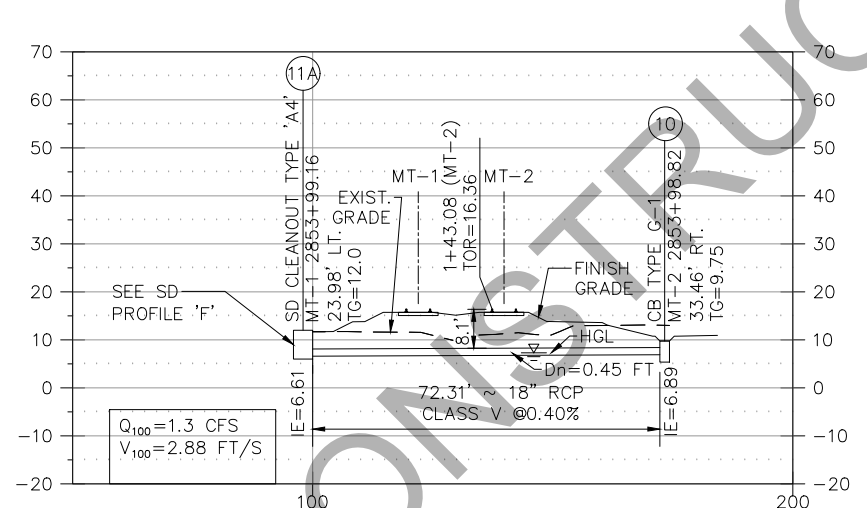 70
60
50
40
30
20
10
0
-10
-20
70
60
50
40
30
20
10
0
-10
-20
100
200
11A
SD CLEANOUT TYPE 'A4'
MT-1 2853+99.16
23.98' LT.
TG=12.0
EXIST.
GRADE
MT-1
1+43.08 (MT-2)
TOR=16.36
MT-2
10
CB TYPE G-1
MT-2 2853+98.82
33.46' RT.
TG=9.75
FINISH
GRADE
SEE SD
PROFILE 'F'
8.1'
HGL
Dn=0.45 FT
72.31' ~ 18" RCP
CLASS V @0.40%
IE=6.61
IE=6.89
Q100=1.3 CFS
V100=2.88 FT/S
ONSTRUC